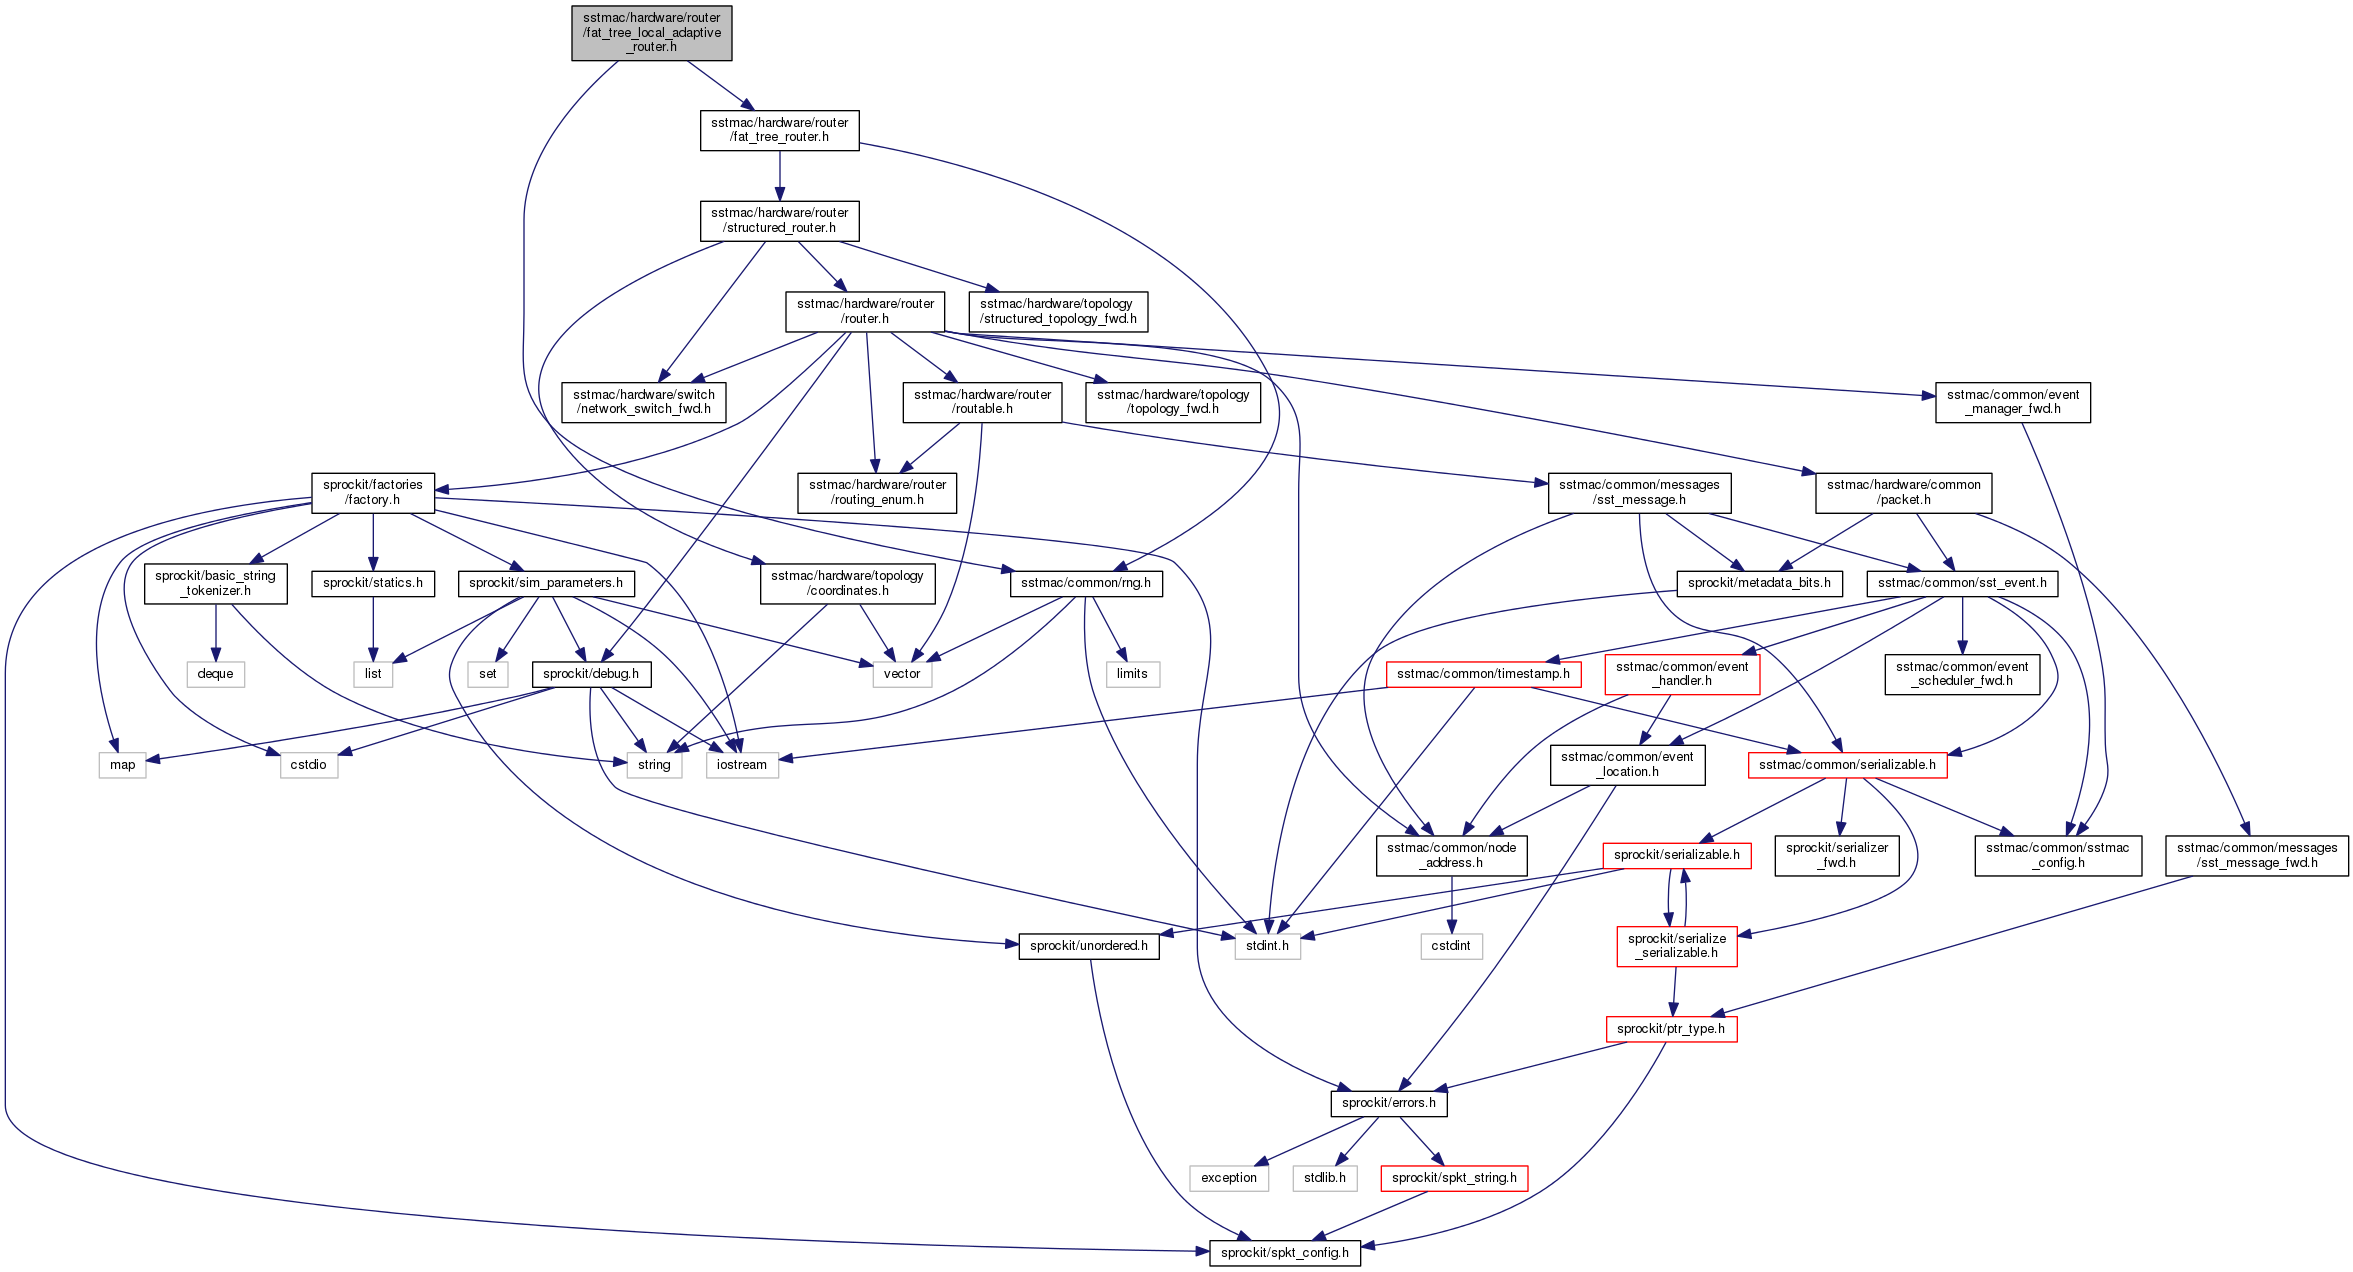 sstmac/hardware/router
/fat_tree_local_adaptive
_router.h
sstmac/hardware/router
/fat_tree_router.h
sstmac/hardware/router
/structured_router.h
sstmac/hardware/router
/router.h
sstmac/hardware/topology
/structured_topology_fwd.h
sstmac/hardware/switch
/network_switch_fwd.h
sstmac/hardware/router
/routable.h
sstmac/hardware/topology
/topology_fwd.h
sstmac/common/event
_manager_fwd.h
sprockit/factories
/factory.h
sstmac/hardware/router
/routing_enum.h
sstmac/common/messages
/sst_message.h
sstmac/hardware/common
/packet.h
sprockit/basic_string
_tokenizer.h
sprockit/statics.h
sprockit/sim_parameters.h
sstmac/hardware/topology
/coordinates.h
sstmac/common/rng.h
sprockit/metadata_bits.h
sstmac/common/sst_event.h
deque
list
set
sprockit/debug.h
vector
limits
sstmac/common/timestamp.h
sstmac/common/event
_handler.h
sstmac/common/event
_scheduler_fwd.h
map
cstdio
string
iostream
sstmac/common/event
_location.h
sstmac/common/serializable.h
sstmac/common/node
_address.h
sprockit/serializable.h
sprockit/serializer
_fwd.h
sstmac/common/sstmac
_config.h
sstmac/common/messages
/sst_message_fwd.h
sprockit/unordered.h
stdint.h
cstdint
sprockit/serialize
_serializable.h
sprockit/ptr_type.h
sprockit/errors.h
exception
stdlib.h
sprockit/spkt_string.h
sprockit/spkt_config.h